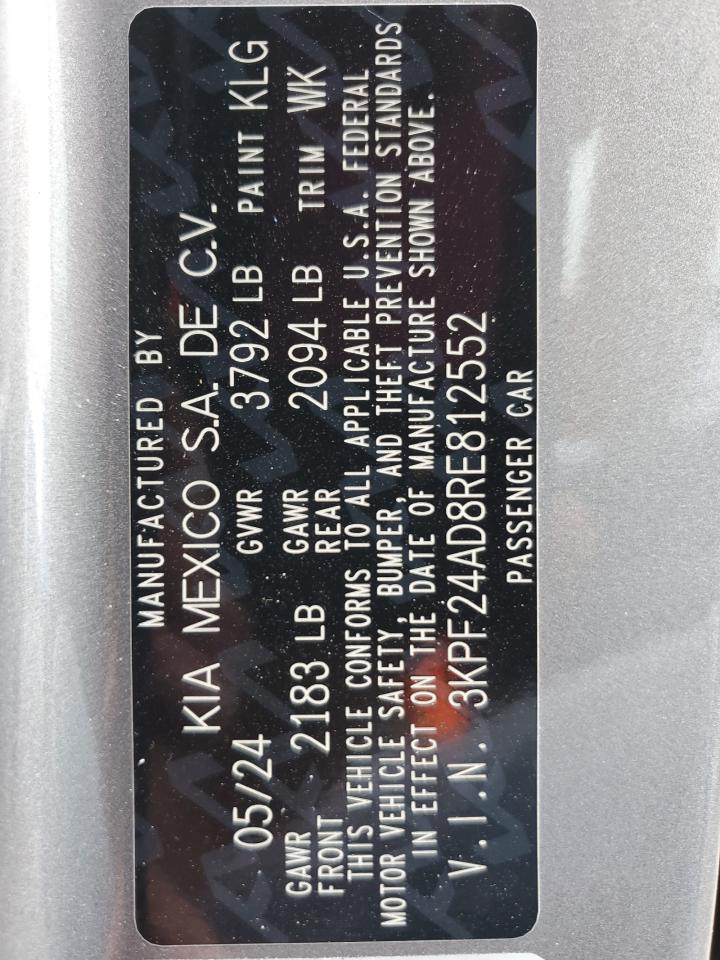 MANUFACTURED BY
KIA MEXICO S.A. DE C.V.
05/24 GVWR 3792 LB PAINT KLG
GAWR FRONT 2183 LB GAWR REAR 2094 LB TRIM WK
THIS VEHICLE CONFORMS TO ALL APPLICABLE U.S.A. FEDERAL
MOTOR VEHICLE SAFETY, BUMPER, AND THEFT PREVENTION STANDARDS
IN EFFECT ON THE DATE OF MANUFACTURE SHOWN ABOVE.
V.I.N. 3KPF24AD8RE812552
PASSENGER CAR